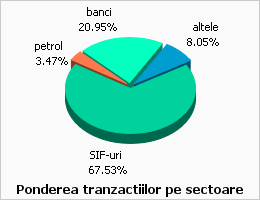 banci
20.95%
altele
8.05%
petrol
3.47%
SIF-uri
67.53%
Ponderea tranzactiilor pe sectoare